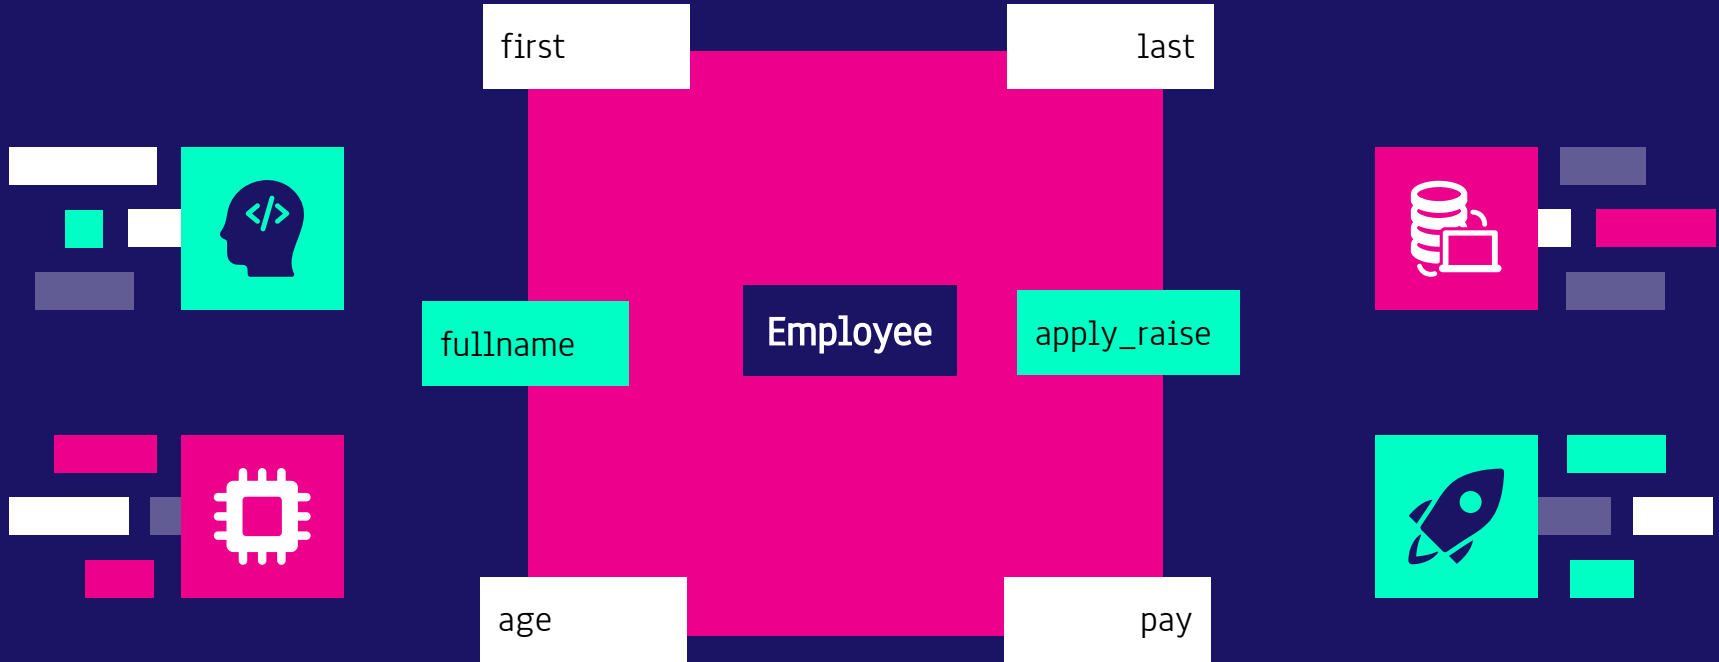 first
last
fullname
Employee
apply_raise
age
pay